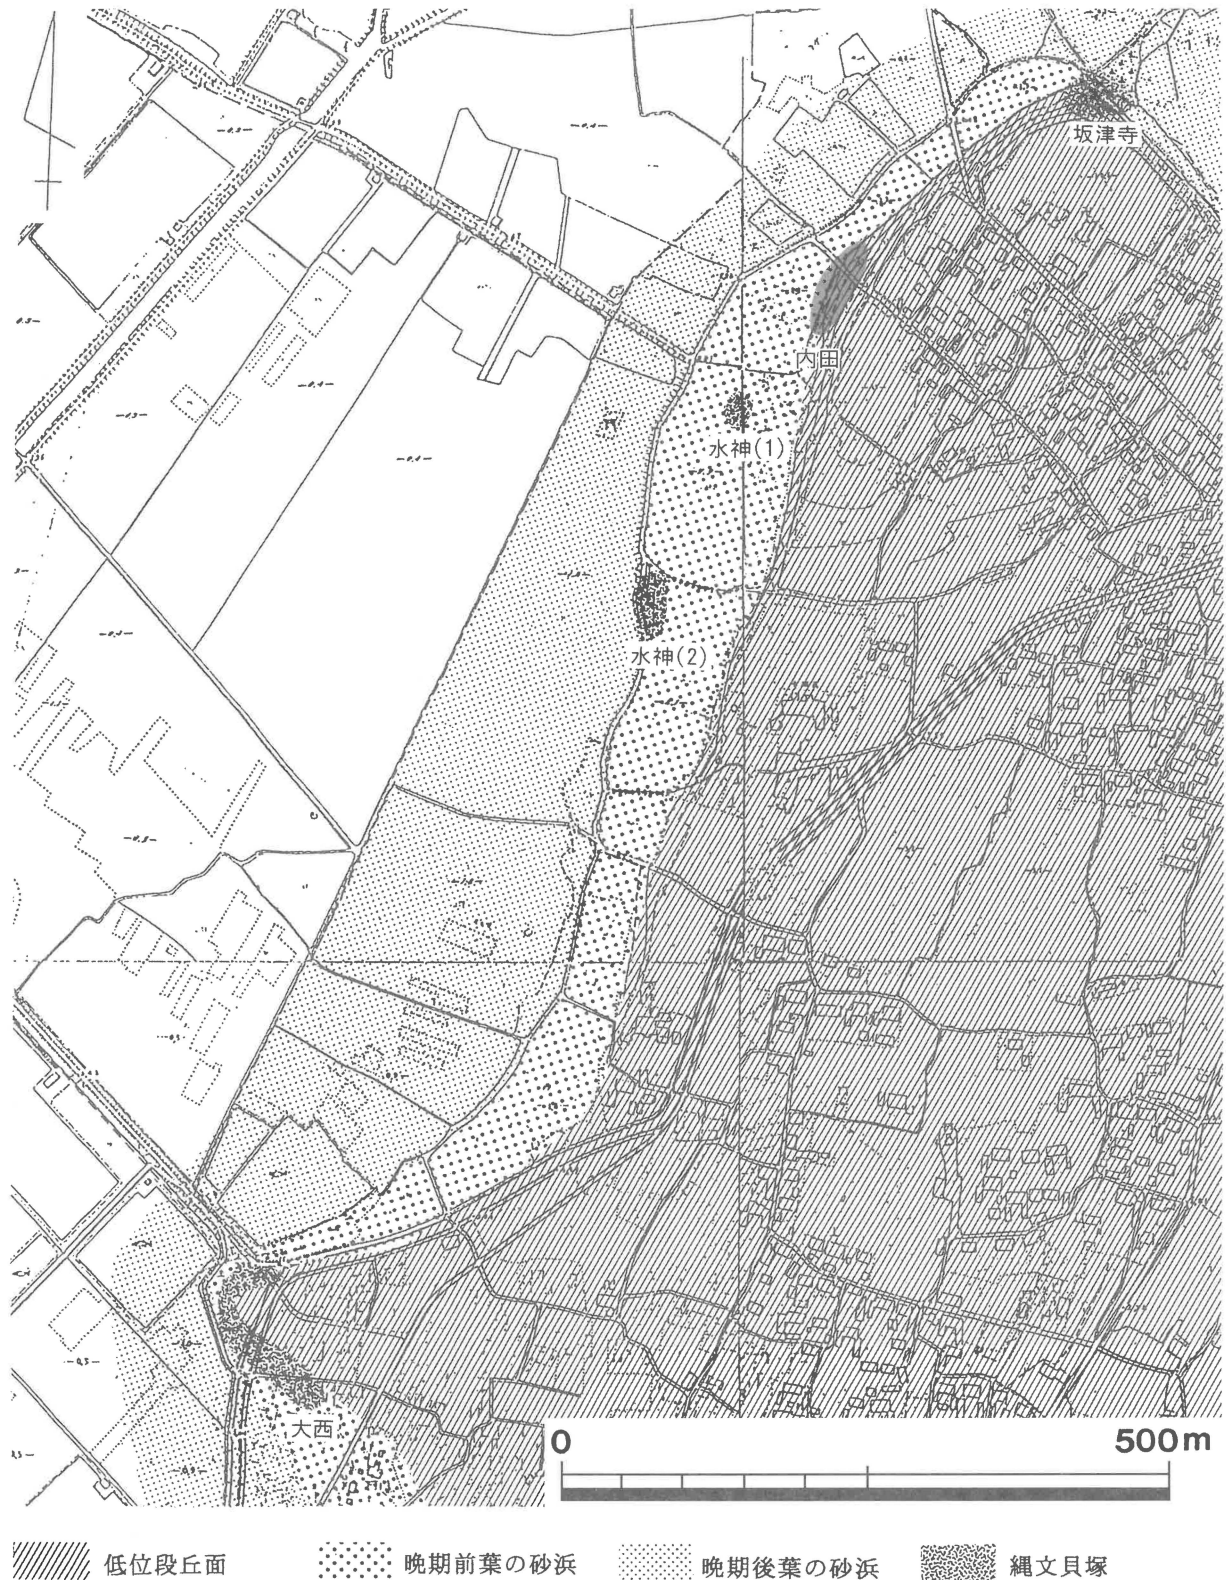 坂津寺
内田
水神(1)
水神(2)
大西
0 500m
低位段丘面 晩期前葉の砂浜 晩期後葉の砂浜 縄文貝塚